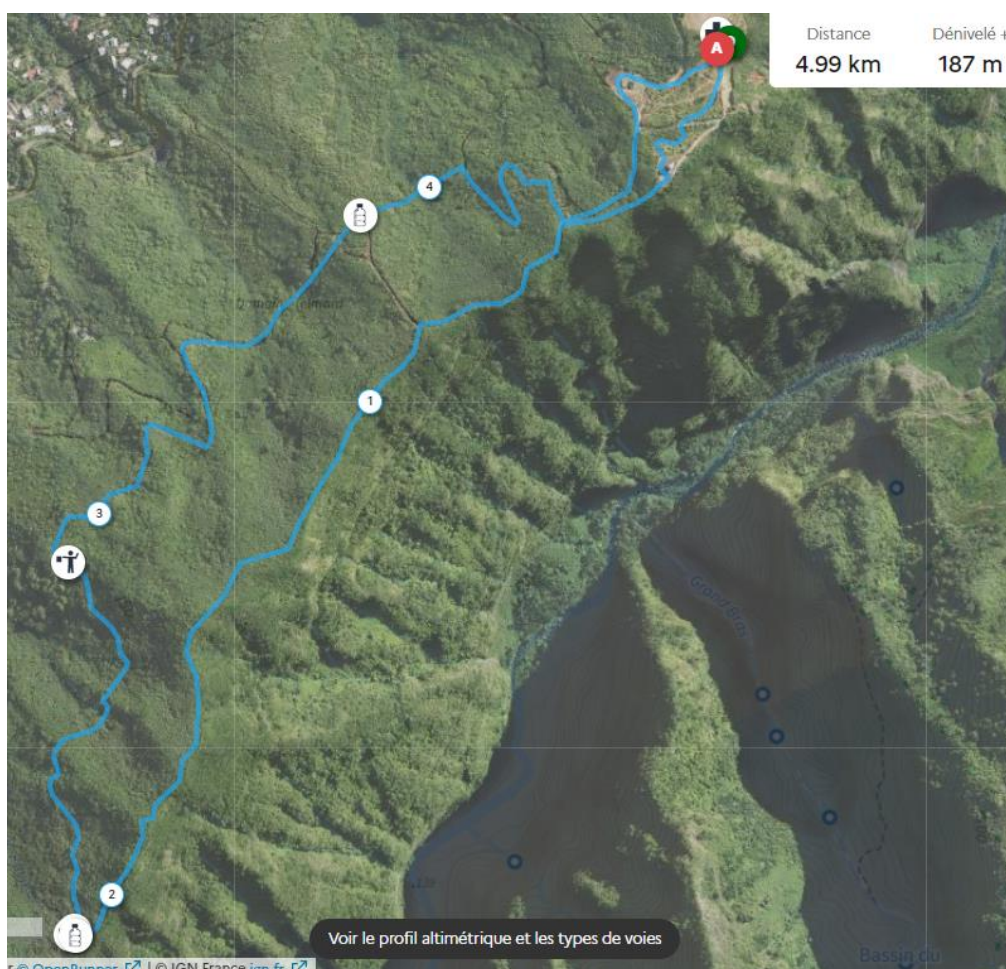 Distance
Dénivelé +
4.99 km
187 m
A
4
1
3
Grand Bras
2
239
Voir le profil altimétrique et les types de voies
© OpenRunner | © IGN France ign.fr
Bassin du